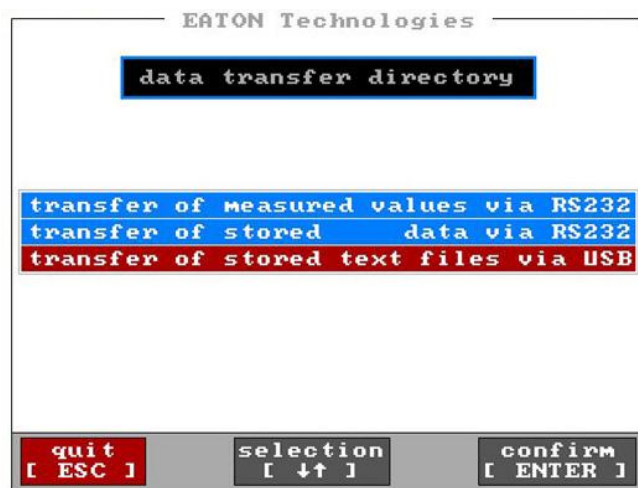 EATON Technologies
data transfer directory
transfer of measured values via RS232
transfer of stored data via RS232
transfer of stored text files via USB
quit selection confirm
[ ESC ] [ ↓↑ ] [ ENTER ]